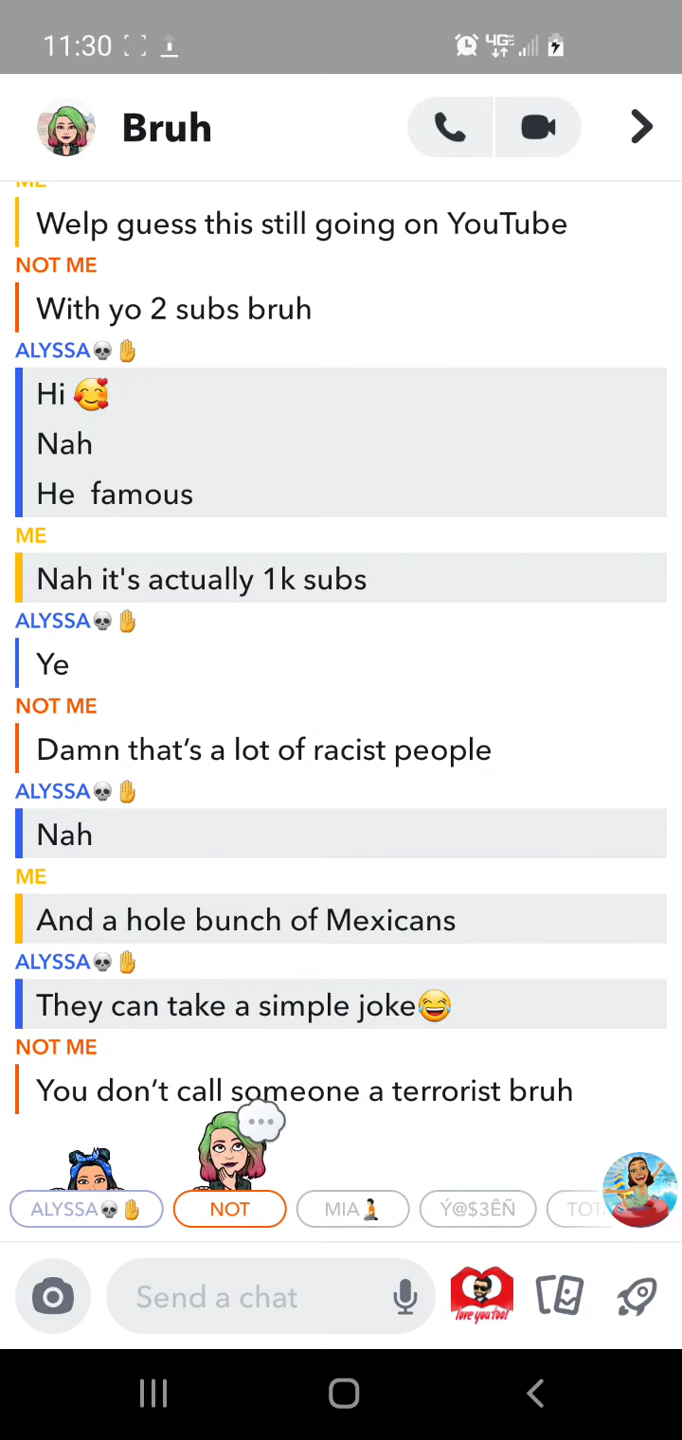 11:30
4GE
Bruh
ME
Welp guess this still going on YouTube
NOT ME
With yo 2 subs bruh
ALYSSA💀✋
Hi 🥰
Nah
He  famous
ME
Nah it's actually 1k subs
ALYSSA💀✋
Ye
NOT ME
Damn that’s a lot of racist people
ALYSSA💀✋
Nah
ME
And a hole bunch of Mexicans
ALYSSA💀✋
They can take a simple joke😂
NOT ME
You don’t call someone a terrorist bruh
ALYSSA💀✋
NOT
MIA🧎
Ý@$3ÊÑ
TOT
Send a chat
love you too!